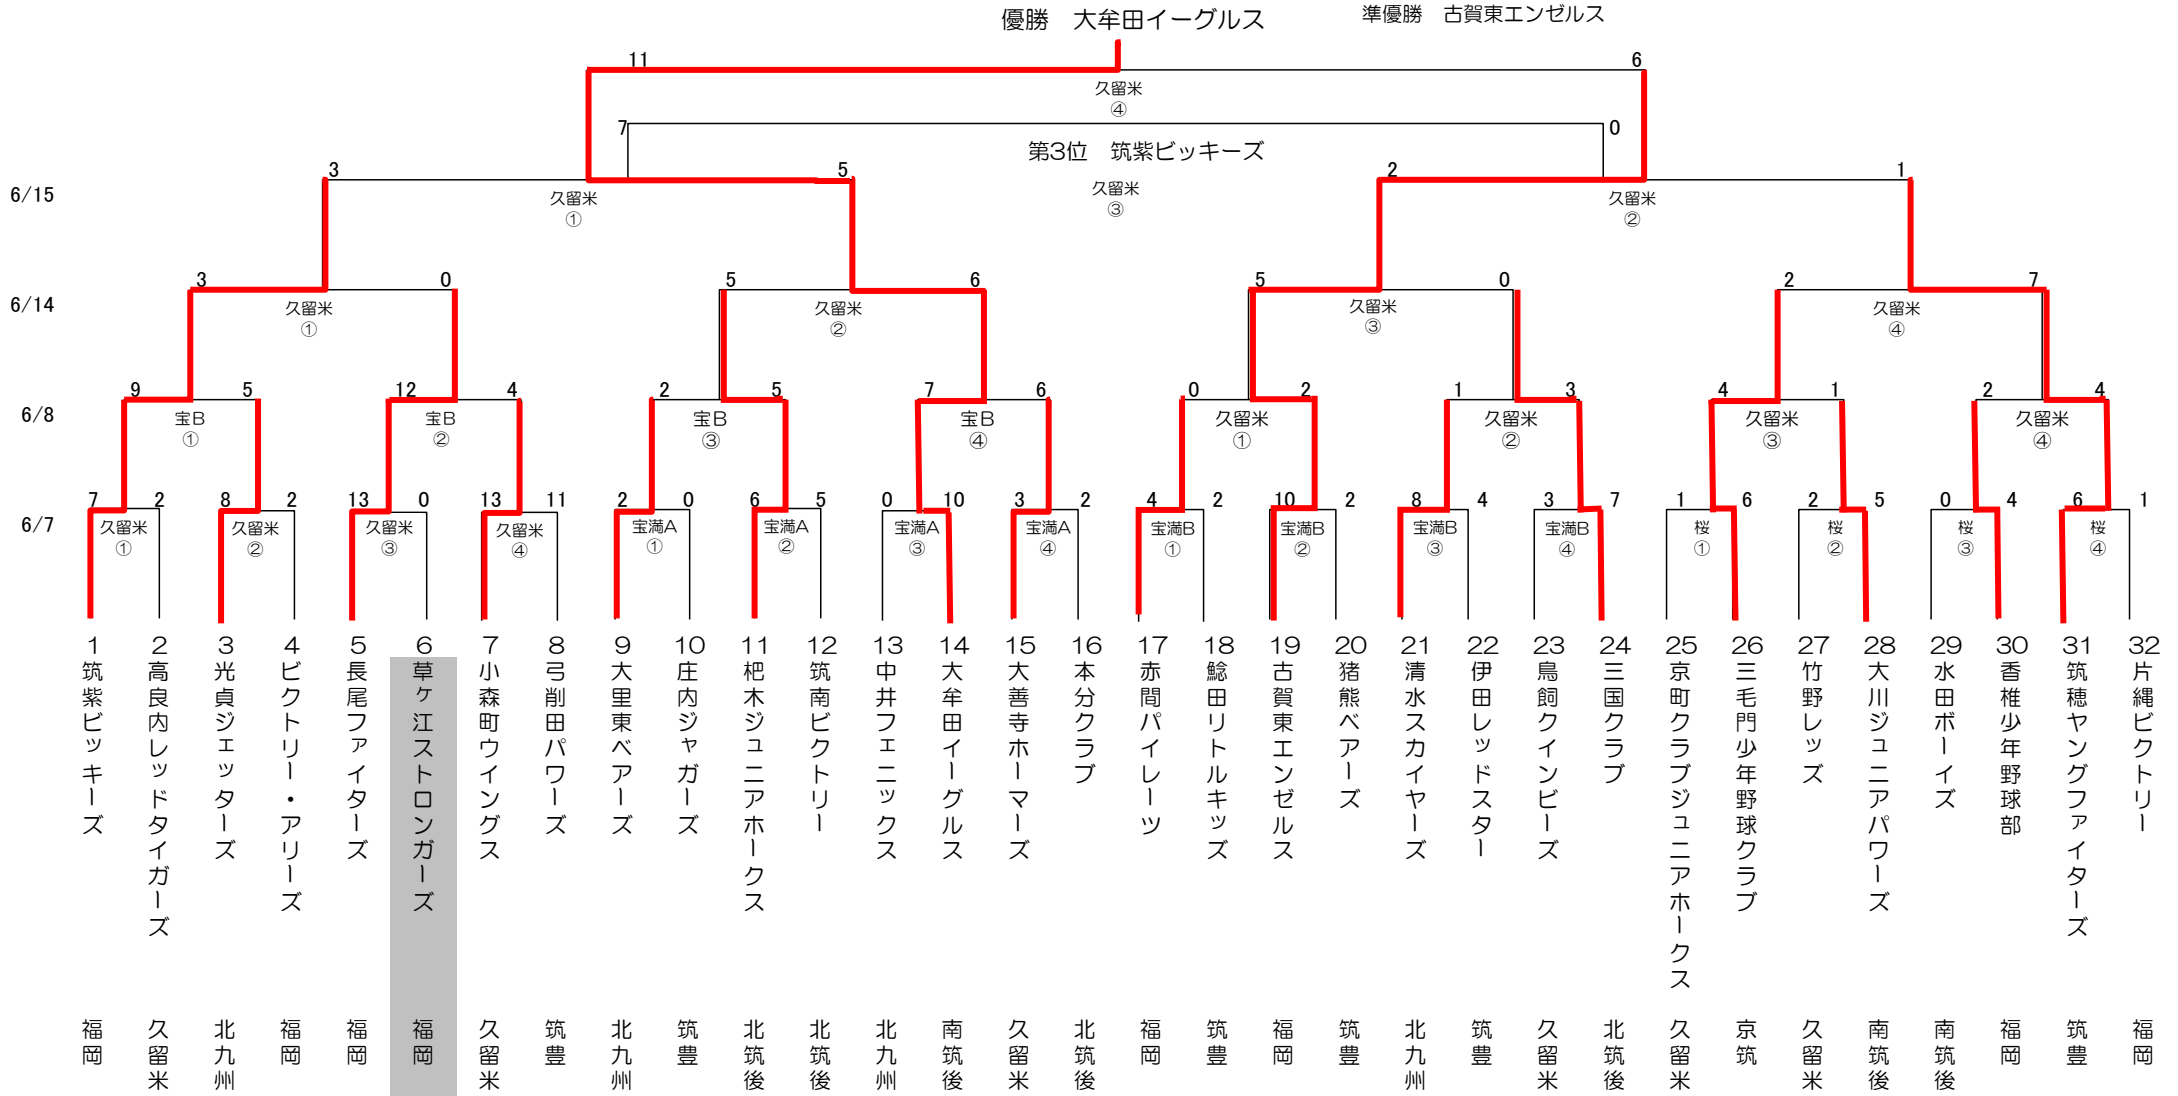 優勝　大牟田イーグルス　準優勝　古賀東エンゼルス
11 6
久留米
④
7 0
第3位　筑紫ビッキーズ
久留米
③
6/15
3 5 2 1
久留米 久留米
① ②
6/14
3 0 5 6 5 0 2 7
久留米 久留米 久留米 久留米
① ② ③ ④
6/8
9 5 12 4 2 5 7 6 0 2 1 3 4 1 2 4
宝B 宝B 宝B 宝B 久留米 久留米 久留米 久留米
① ② ③ ④ ① ② ③ ④
6/7
7 2 8 2 13 0 13 11 2 0 6 5 0 10 3 2 4 2 10 2 8 4 3 7 1 6 2 5 0 4 6 1
久留米 久留米 久留米 久留米 宝満A 宝満A 宝満A 宝満A 宝満B 宝満B 宝満B 宝満B 桜 桜 桜 桜
① ② ③ ④ ① ② ③ ④ ① ② ③ ④ ① ② ③ ④
1 筑紫ビッキーズ 福岡
2 高良内レッドタイガーズ 久留米
3 光貞ジェッターズ 北九州
4 ビクトリー・アリーズ 福岡
5 長尾ファイターズ 福岡
6 草ヶ江ストロンガーズ 福岡
7 小森町ウイングス 久留米
8 弓削田パワーズ 筑豊
9 大里東ベアーズ 北九州
10 庄内ジャガーズ 筑豊
11 杷木ジュニアホークス 北筑後
12 筑南ビクトリー 北筑後
13 中井フェニックス 北九州
14 大牟田イーグルス 南筑後
15 大善寺ホーマーズ 久留米
16 本分クラブ 北筑後
17 赤間パイレーツ 福岡
18 鯰田リトルキッズ 筑豊
19 古賀東エンゼルス 福岡
20 猪熊ベアーズ 筑豊
21 清水スカイヤーズ 北九州
22 伊田レッドスター 筑豊
23 鳥飼クインビーズ 久留米
24 三国クラブ 北筑後
25 京町クラブジュニアホークス 久留米
26 三毛門少年野球クラブ 京筑
27 竹野レッズ 久留米
28 大川ジュニアパワーズ 南筑後
29 水田ボーイズ 南筑後
30 香椎少年野球部 福岡
31 筑穂ヤングファイターズ 筑豊
32 片縄ビクトリー 福岡